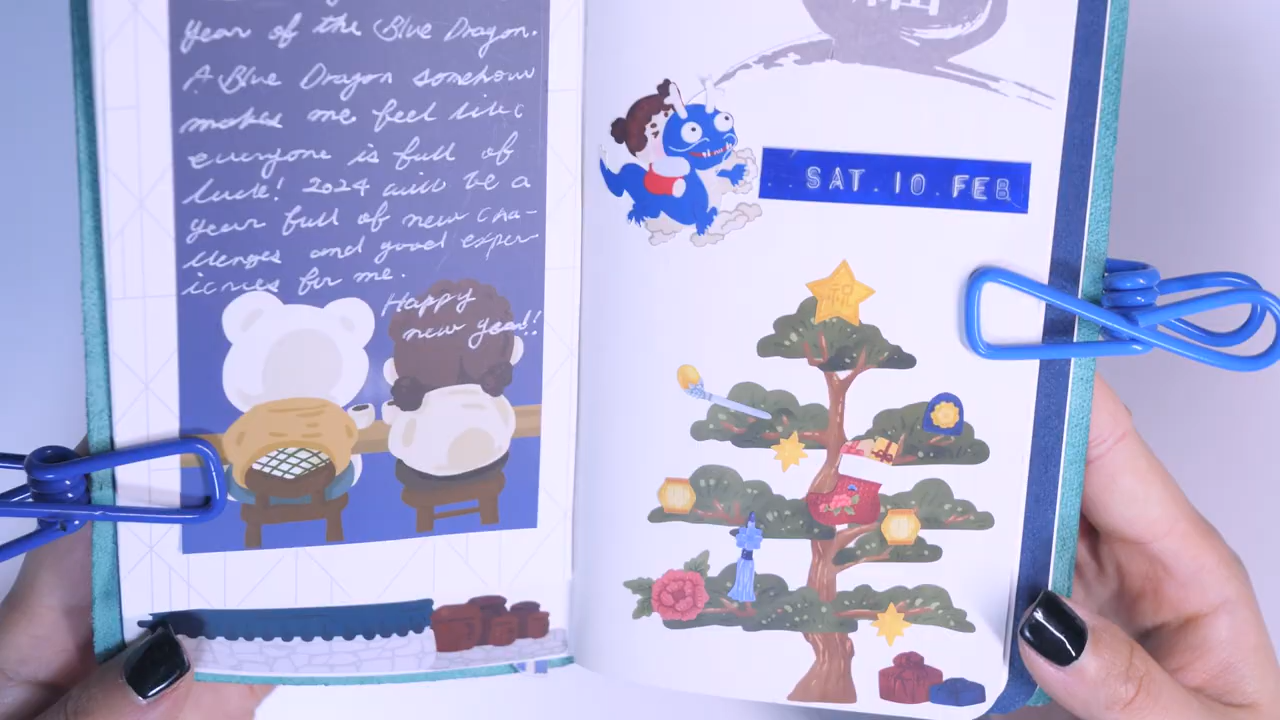 year of the Blue Dragon.
A Blue Dragon somehow
makes me feel like
everyone is full of
luck! 2024 will be a
year full of new cha-
llenges and good exper-
iences for me.
Happy
new year!!
SAT. 10 FEB
祝